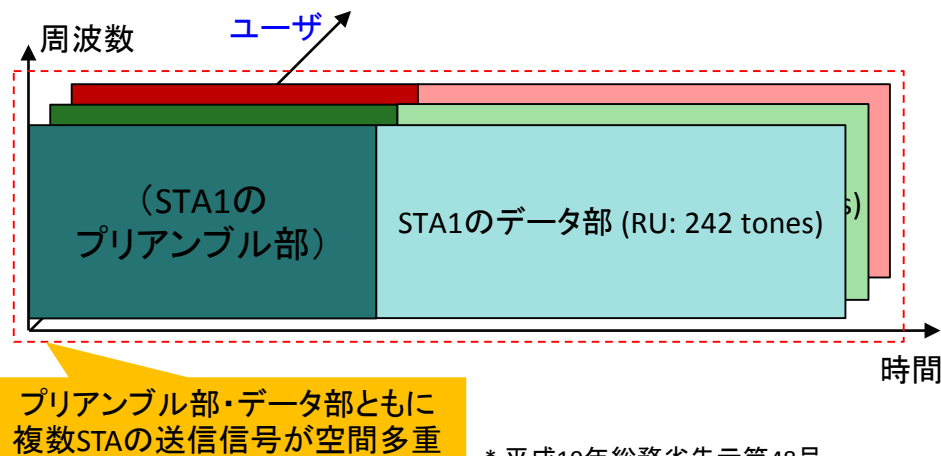 周波数
ユーザ
(STA1の
プリアンブル部)
STA1のデータ部 (RU: 242 tones)
s)
時間
プリアンブル部・データ部ともに
複数STAの送信信号が空間多重